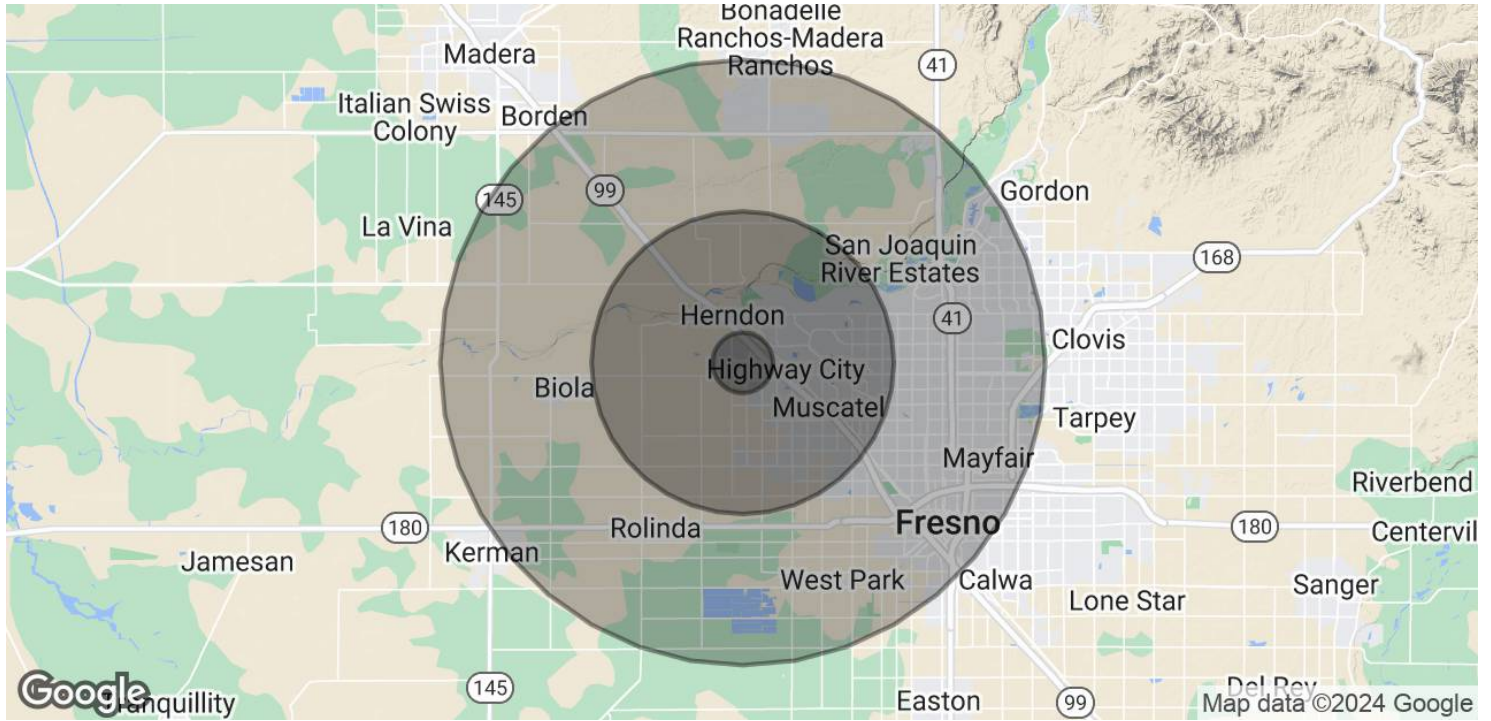 Bonadelle
Ranchos-Madera
Ranchos
Madera
41
Italian Swiss
Colony
Borden
145
99
Gordon
La Vina
San Joaquin
River Estates
168
Herndon
41
Clovis
Highway City
Biola
Muscatel
Tarpey
Mayfair
Riverbend
180
Rolinda
Fresno
180
Centervil
Kerman
Jamesan
West Park
Calwa
Sanger
Lone Star
145
Del Rey
Google
Tranquillity
Easton
99
Map data ©2024 Google